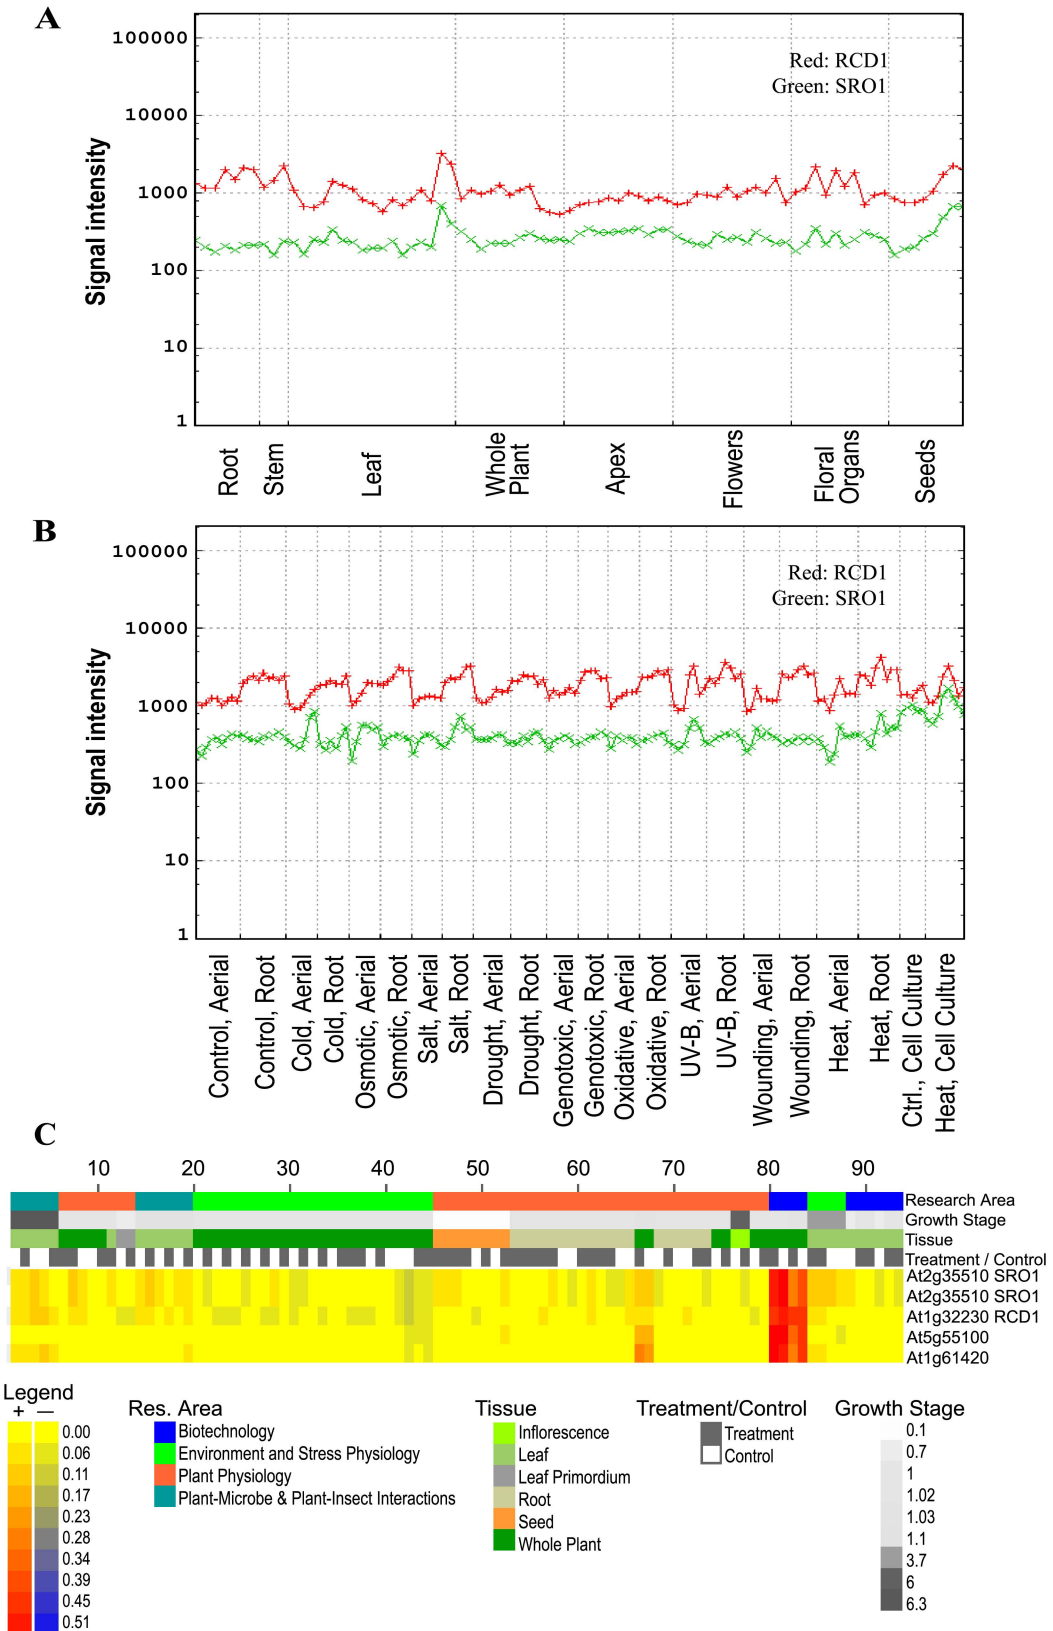 A
100000
10000
1000
100
10
1
Signal intensity
Red: RCD1
Green: SRO1
Root
Stem
Leaf
Whole
Plant
Apex
Flowers
Floral
Organs
Seeds
B
100000
10000
1000
100
10
1
Signal intensity
Red: RCD1
Green: SRO1
Control, Aerial
Control, Root
Cold, Aerial
Cold, Root
Osmotic, Aerial
Osmotic, Root
Salt, Aerial
Salt, Root
Drought, Aerial
Drought, Root
Genotoxic, Aerial
Genotoxic, Root
Oxidative, Aerial
Oxidative, Root
UV-B, Aerial
UV-B, Root
Wounding, Aerial
Wounding, Root
Heat, Aerial
Heat, Root
Ctrl., Cell Culture
Heat, Cell Culture
C
10 20 30 40 50 60 70 80 90
Research Area
Growth Stage
Tissue
Treatment / Control
At2g35510 SRO1
At2g35510 SRO1
At1g32230 RCD1
At5g55100
At1g61420
Legend
+ —
0.00
0.06
0.11
0.17
0.23
0.28
0.34
0.39
0.45
0.51
Res. Area
Biotechnology
Environment and Stress Physiology
Plant Physiology
Plant-Microbe & Plant-Insect Interactions
Tissue
Inflorescence
Leaf
Leaf Primordium
Root
Seed
Whole Plant
Treatment/Control
Treatment
Control
Growth Stage
0.1
0.7
1
1.02
1.03
1.1
3.7
6
6.3